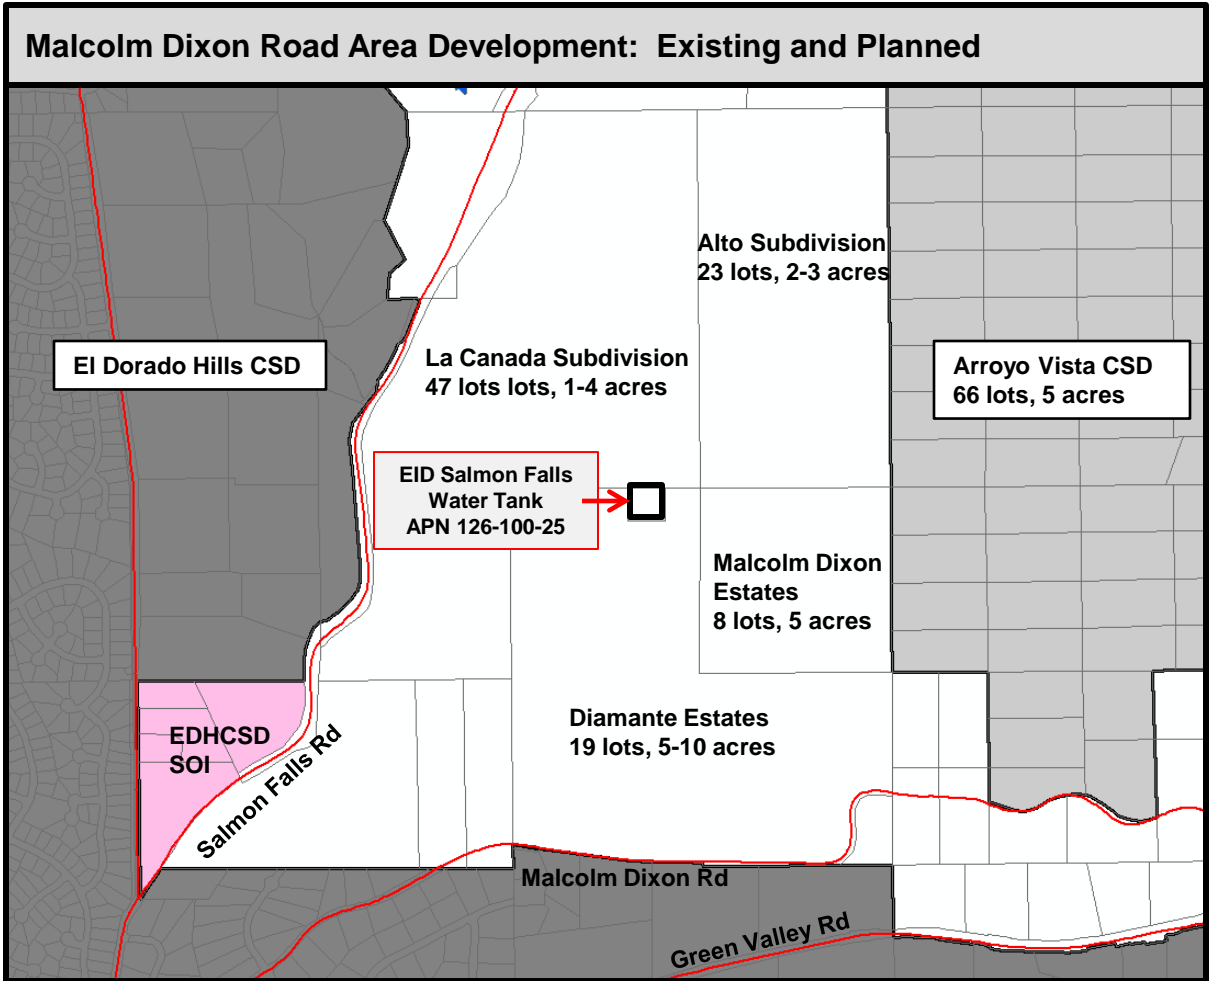 Malcolm Dixon Road Area Development:  Existing and Planned
Alto Subdivision
23 lots, 2-3 acres
El Dorado Hills CSD
La Canada Subdivision
47 lots lots, 1-4 acres
Arroyo Vista CSD
66 lots, 5 acres
EID Salmon Falls
Water Tank
APN 126-100-25
Malcolm Dixon
Estates
8 lots, 5 acres
EDHCSD
SOI
Salmon Falls Rd
Diamante Estates
19 lots, 5-10 acres
Malcolm Dixon Rd
Green Valley Rd